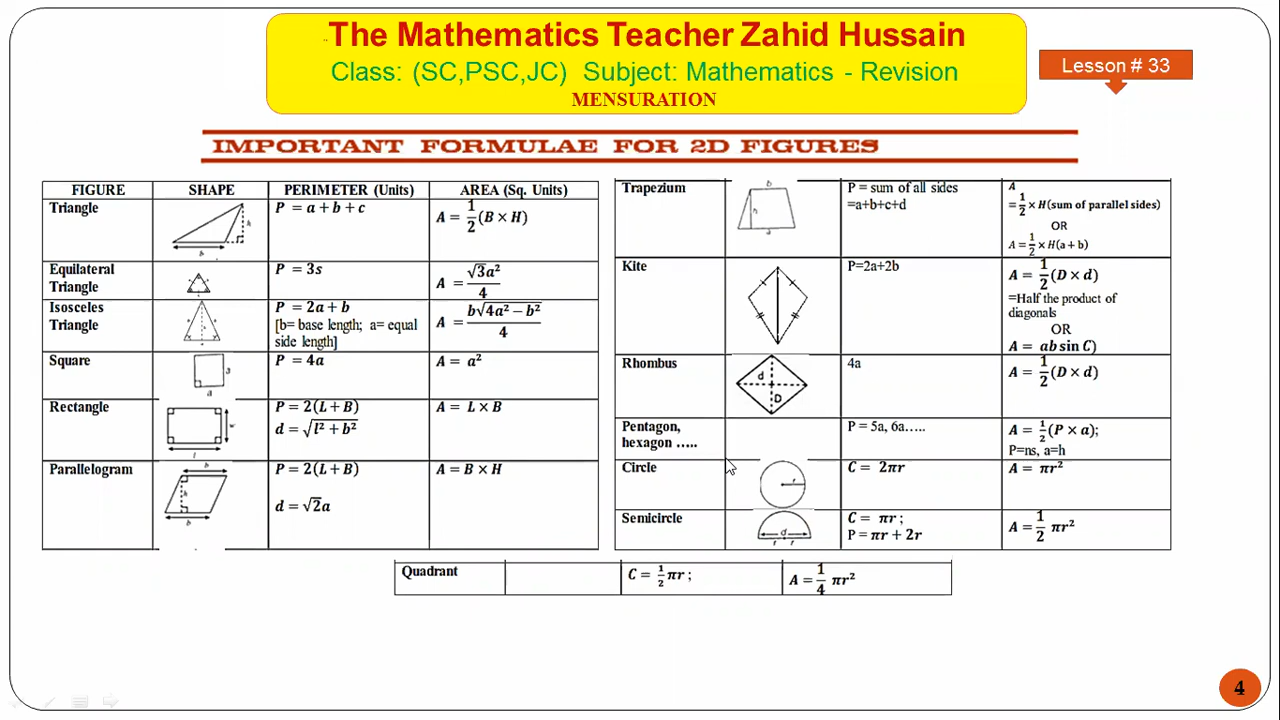 The Mathematics Teacher Zahid Hussain
Class: (SC,PSC,JC) Subject: Mathematics - Revision
MENSURATION
Lesson # 33
IMPORTANT FORMULAE FOR 2D FIGURES
FIGURE SHAPE PERIMETER (Units) AREA (Sq. Units)
Triangle h b P = a + b + c A = 1/2 (B × H)
Equilateral Triangle P = 3s A = √3a²/4
Isosceles Triangle P = 2a + b A = b√4a² − b²/4
[b= base length; a= equal
side length]
Square a a P = 4a A = a²
Rectangle l w P = 2(L + B) A = L × B
d = √l² + b²
Parallelogram b h b P = 2(L + B) A = B × H
d = √2a
Trapezium b h a P = sum of all sides
=a+b+c+d
A
= 1/2 × H(sum of parallel sides)
OR
A = 1/2 × H(a + b)
Kite P=2a+2b A = 1/2 (D × d)
=Half the product of
diagonals
OR
A = ab sin C)
Rhombus d D 4a A = 1/2 (D × d)
Pentagon,
hexagon .....
P = 5a, 6a..... A = 1/2 (P × a);
P=ns, a=h
Circle r C = 2πr A = πr²
Semicircle d r r C = πr ;
P = πr + 2r
A = 1/2 πr²
Quadrant C = 1/2 πr ; A = 1/4 πr²
4